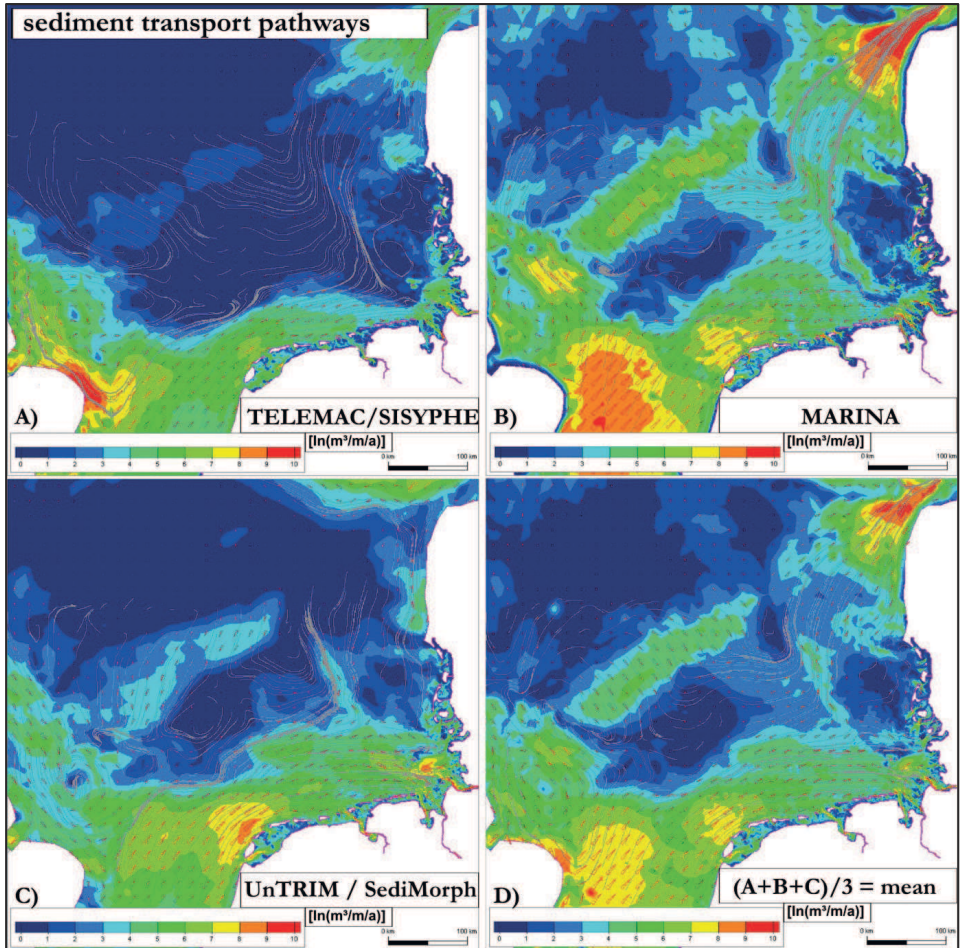 sediment transport pathways
A)
TELEMAC/SISYPHE
[ln(m³/m/a)]
0 1 2 3 4 5 6 7 8 9 10
0 km 100 km
B)
MARINA
[ln(m³/m/a)]
0 1 2 3 4 5 6 7 8 9 10
0 km 100 km
C)
UnTRIM / SediMorph
[ln(m³/m/a)]
0 1 2 3 4 5 6 7 8 9 10
0 km 100 km
D)
(A+B+C)/3 = mean
[ln(m³/m/a)]
0 1 2 3 4 5 6 7 8 9 10
0 km 100 km